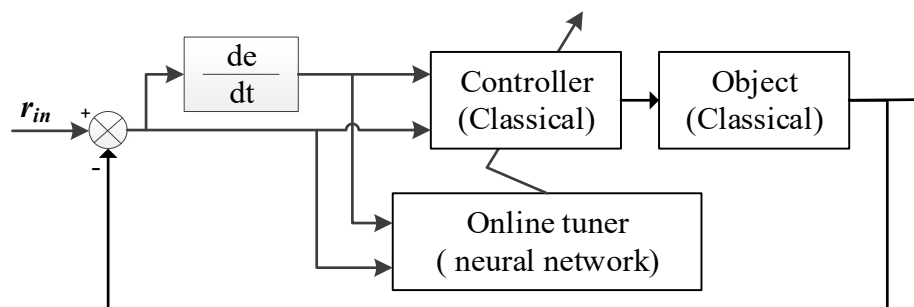 de
dt
r_in
+
-
Controller
(Classical)
Object
(Classical)
Online tuner
( neural network)